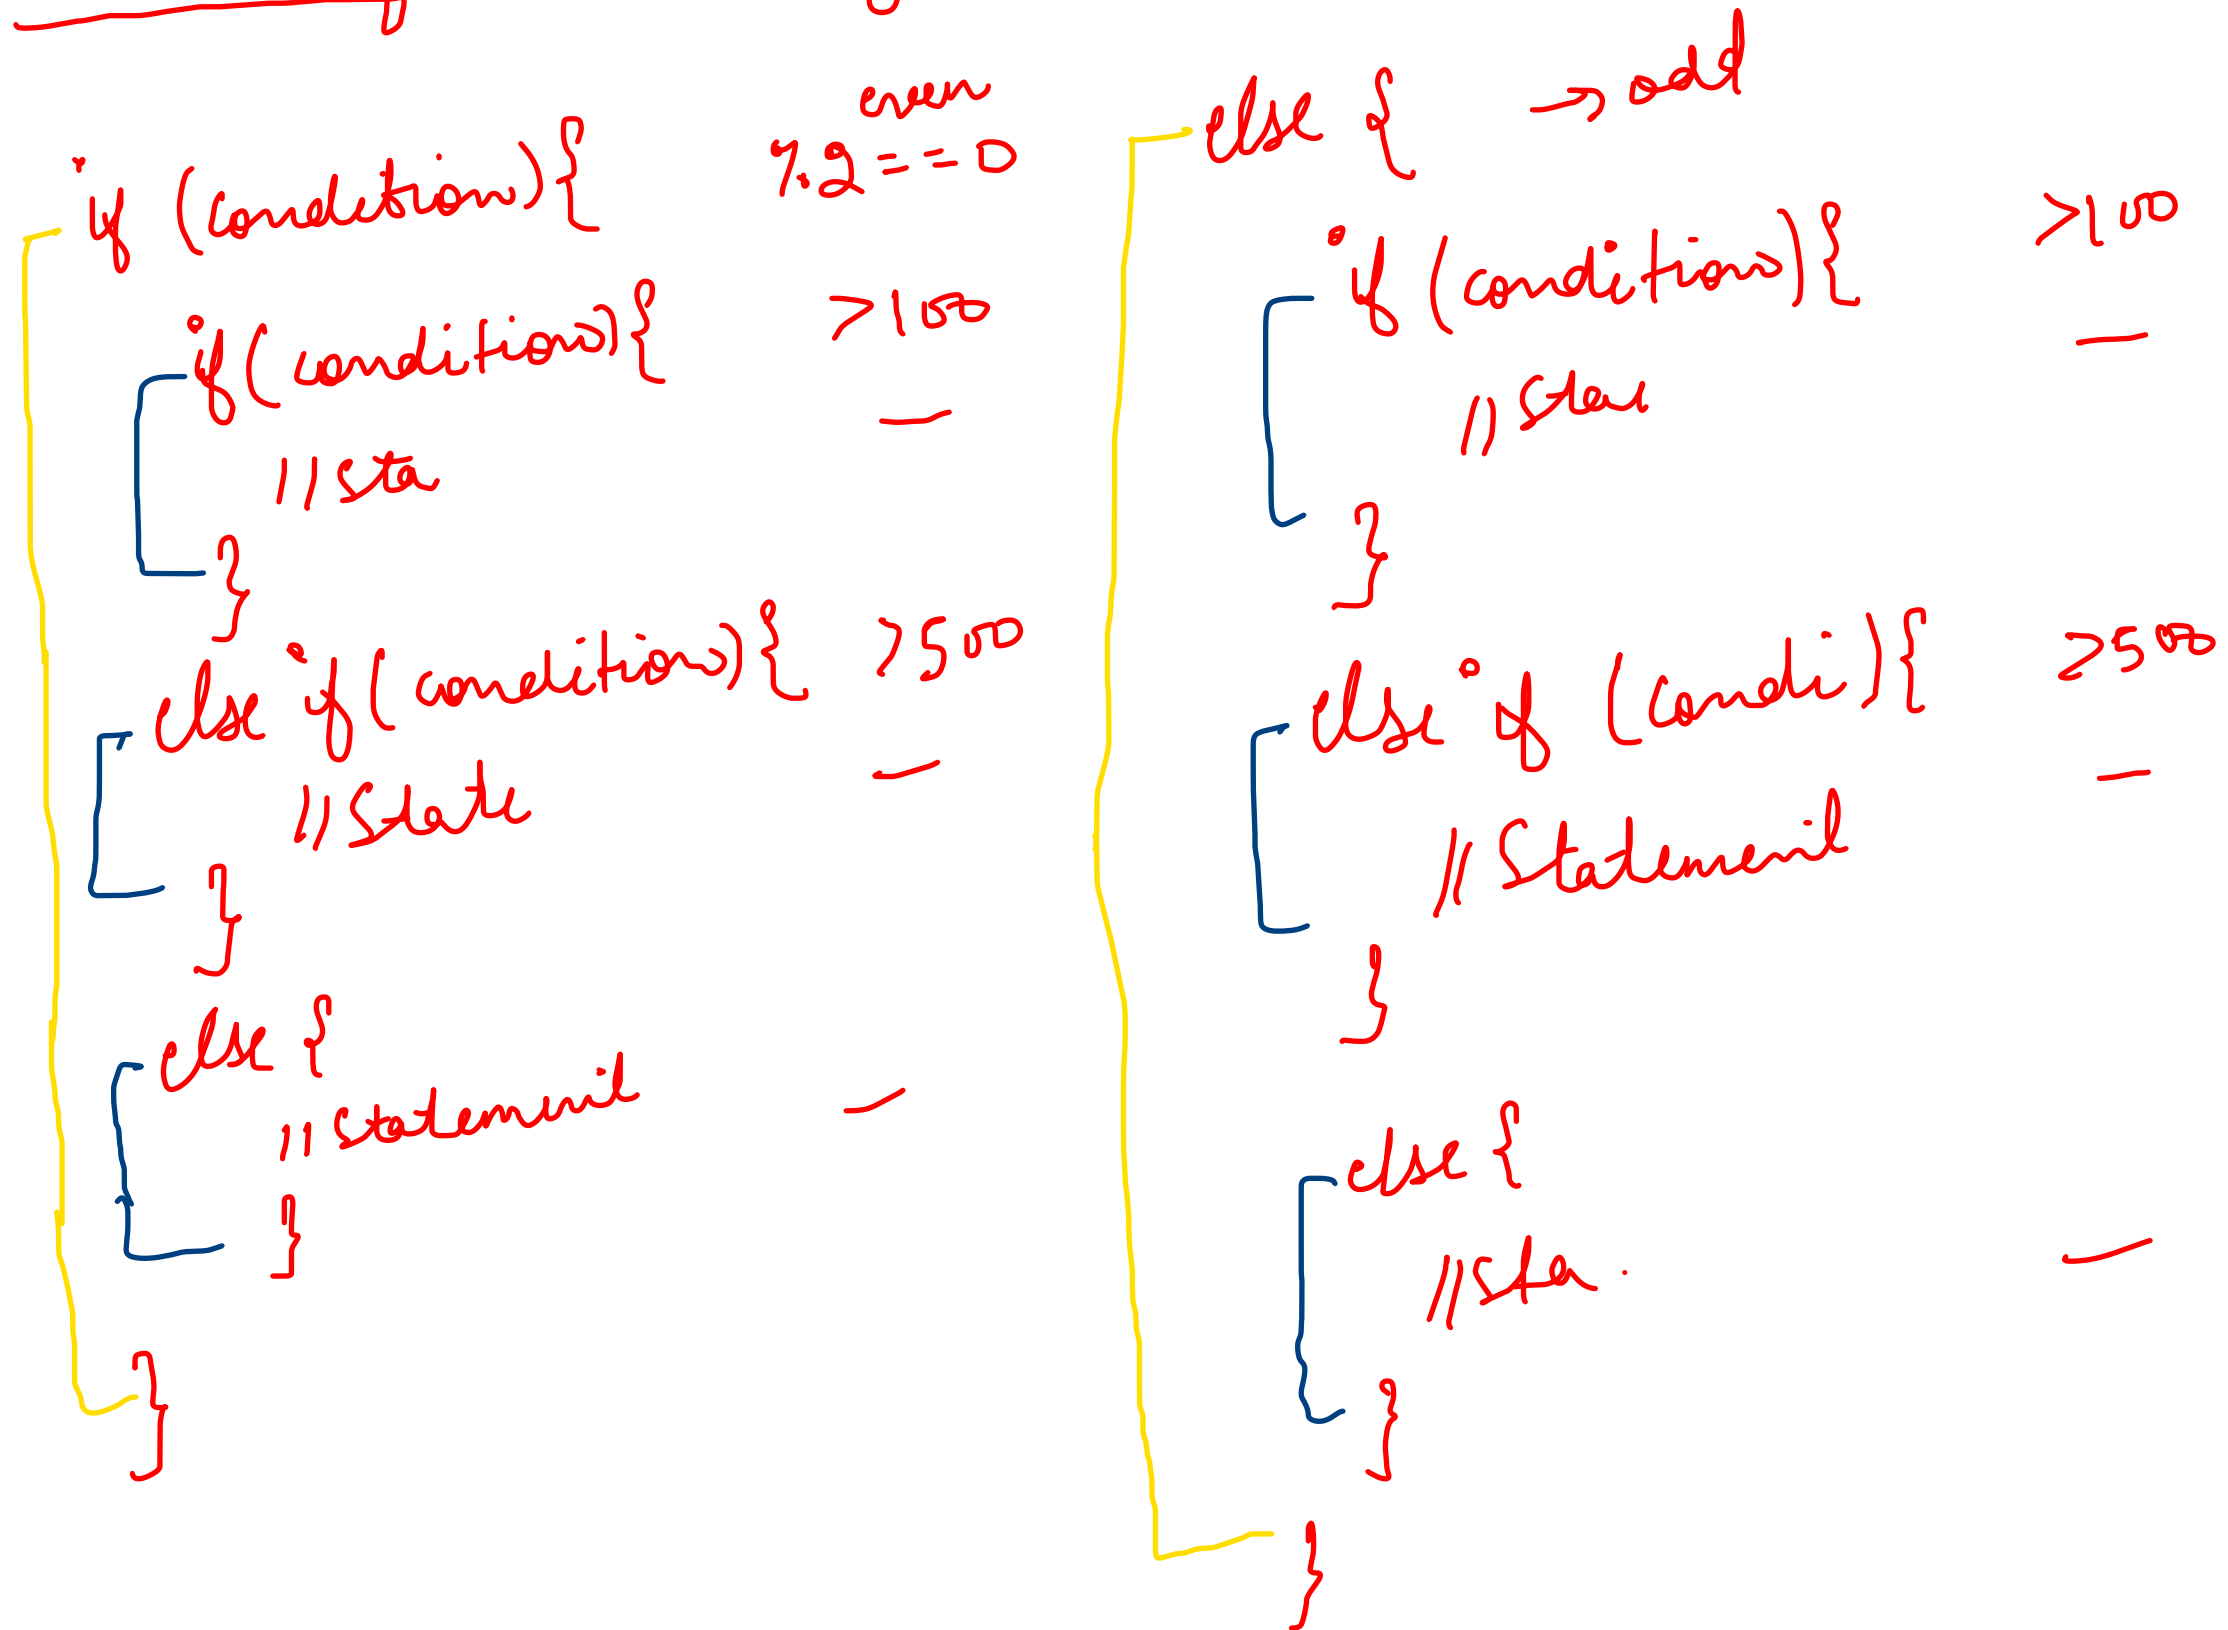 if (condition) {
even
%2 == 0
if (condition) {
>100
// sta
}
else if (condition) {
>500
// State
}
else {
// statement
}
}
else {
→ odd
if (condition) {
>100
// State
}
else if (condi) {
>500
// Statement
}
else {
// sta.
}
}